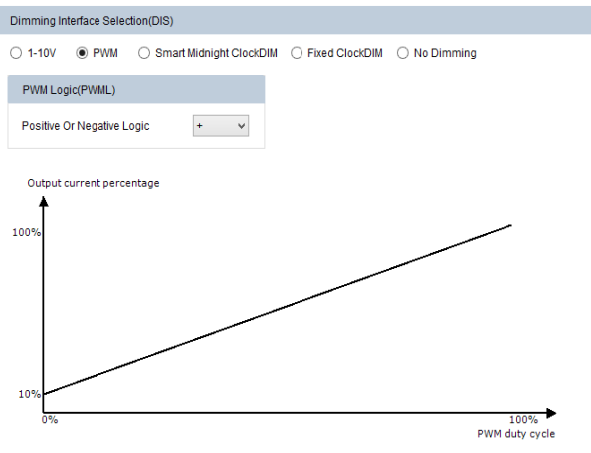 Dimming Interface Selection(DIS)
1-10V PWM Smart Midnight ClockDIM Fixed ClockDIM No Dimming
PWM Logic(PWML)
Positive Or Negative Logic +
Output current percentage
100%
10%
0% 100%
PWM duty cycle